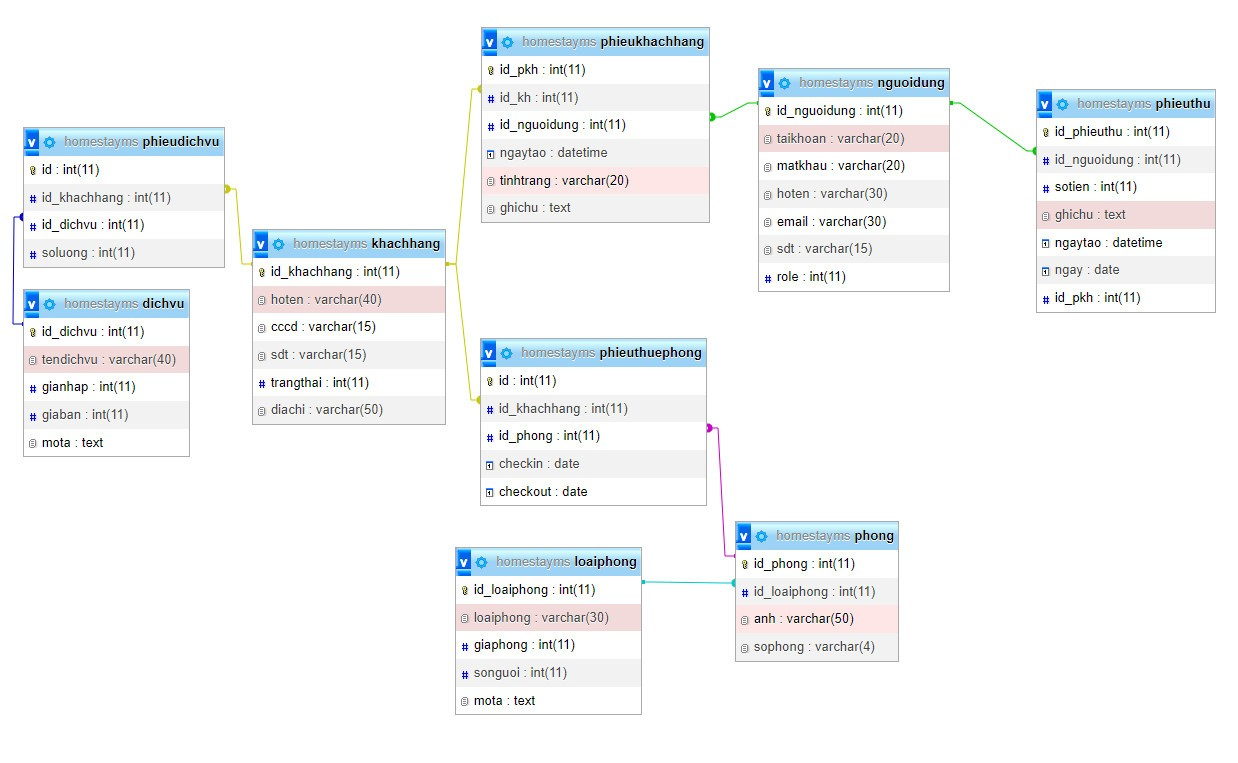 homestayms phieukhachhang
id_pkh : int(11)
id_kh : int(11)
id_nguoidung : int(11)
ngaytao : datetime
tinhtrang : varchar(20)
ghichu : text
homestayms nguoidung
id_nguoidung : int(11)
taikhoan : varchar(20)
matkhau : varchar(20)
hoten : varchar(30)
email : varchar(30)
sdt : varchar(15)
role : int(11)
homestayms phieuthu
id_phieuthu : int(11)
id_nguoidung : int(11)
sotien : int(11)
ghichu : text
ngaytao : datetime
ngay : date
id_pkh : int(11)
homestayms phieudichvu
id : int(11)
id_khachhang : int(11)
id_dichvu : int(11)
soluong : int(11)
homestayms khachhang
id_khachhang : int(11)
hoten : varchar(40)
cccd : varchar(15)
sdt : varchar(15)
trangthai : int(11)
diachi : varchar(50)
homestayms dichvu
id_dichvu : int(11)
tendichvu : varchar(40)
gianhap : int(11)
giaban : int(11)
mota : text
homestayms phieuthuephong
id : int(11)
id_khachhang : int(11)
id_phong : int(11)
checkin : date
checkout : date
homestayms loaiphong
id_loaiphong : int(11)
loaiphong : varchar(30)
giaphong : int(11)
songuoi : int(11)
mota : text
homestayms phong
id_phong : int(11)
id_loaiphong : int(11)
anh : varchar(50)
sophong : varchar(4)